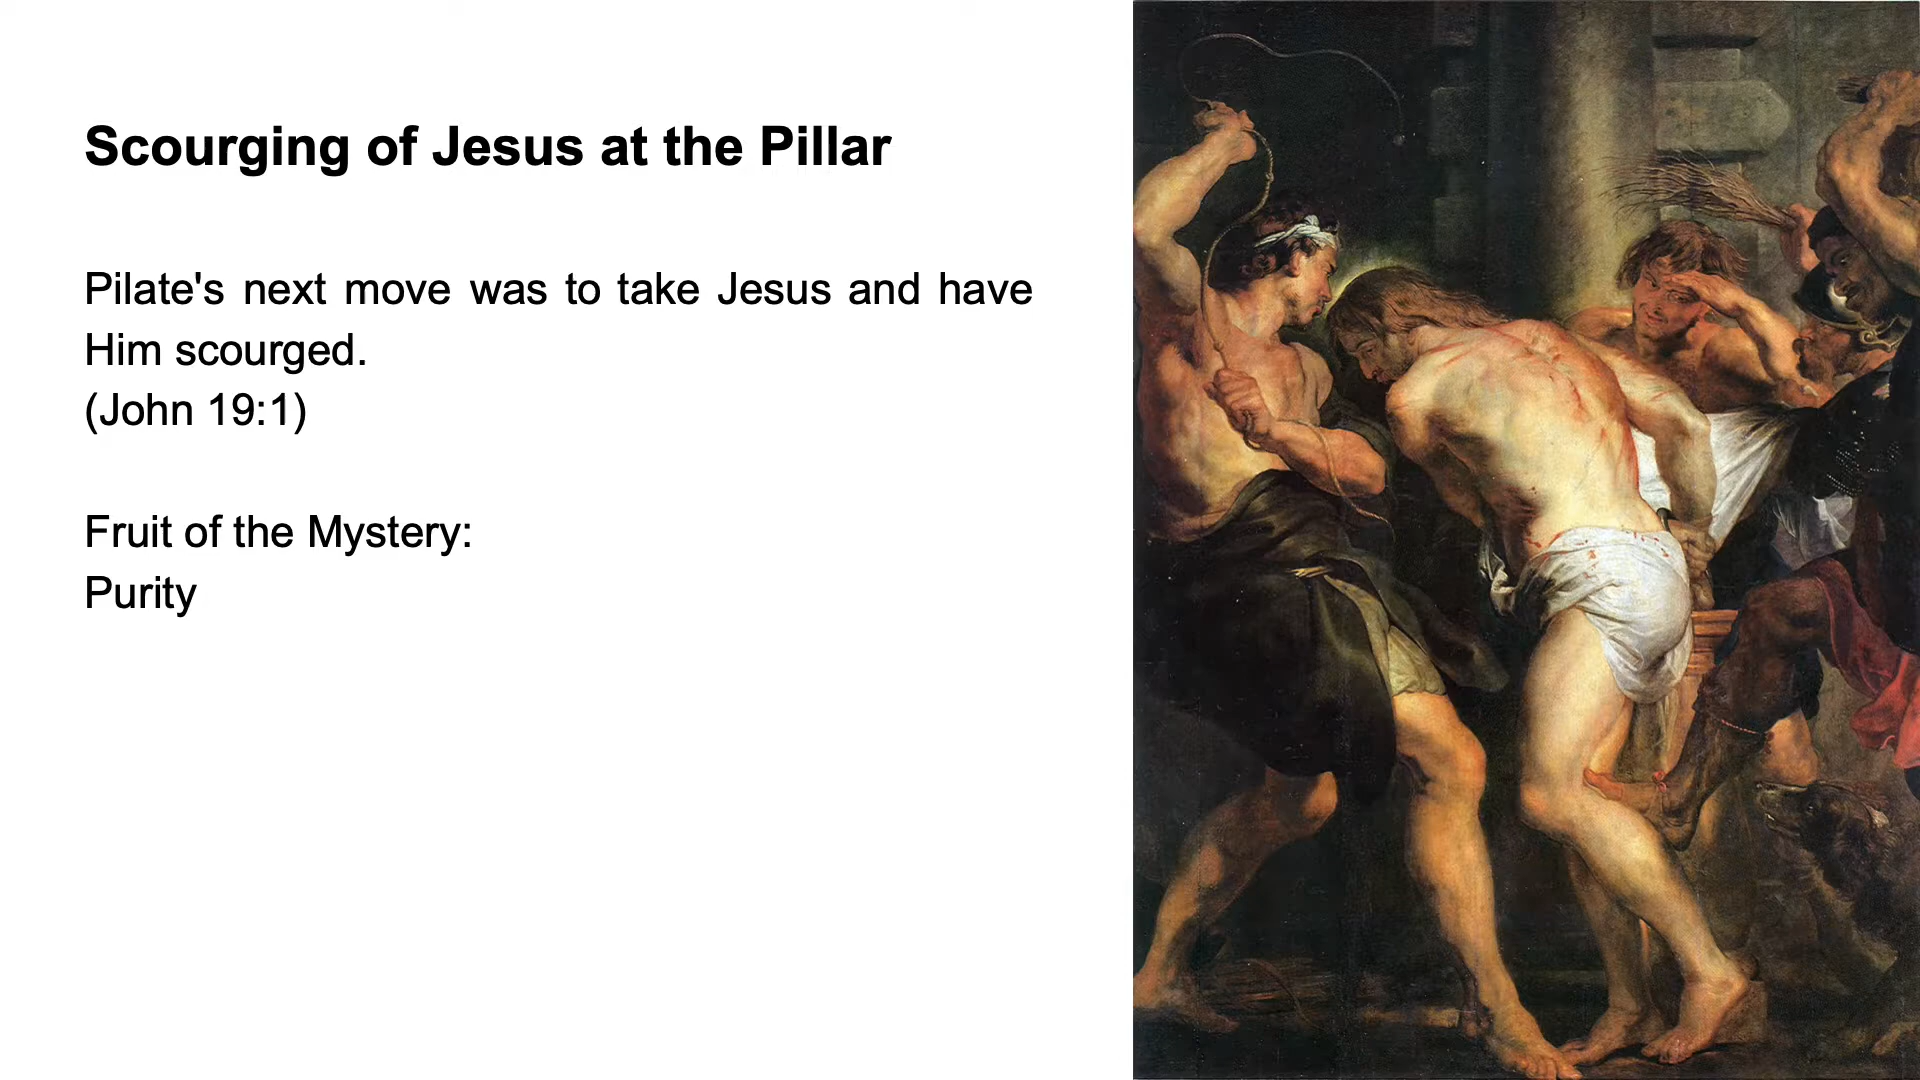 Scourging of Jesus at the Pillar
Pilate's next move was to take Jesus and have
Him scourged.
(John 19:1)
Fruit of the Mystery:
Purity